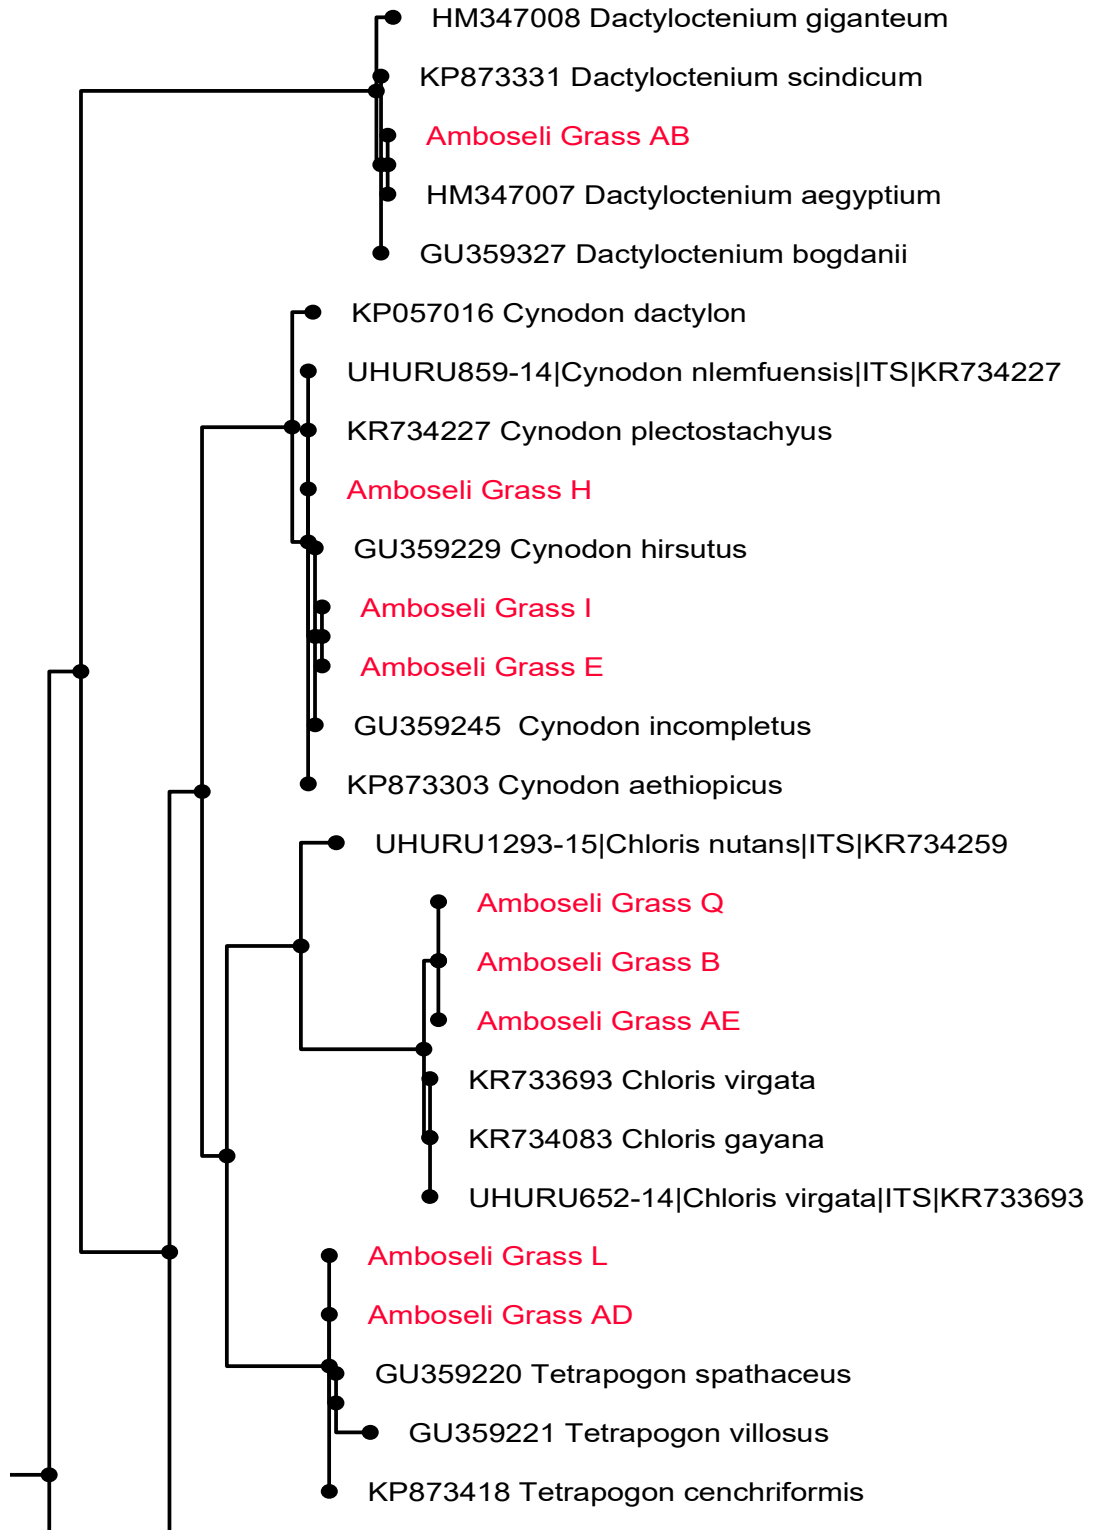 HM347008 Dactyloctenium giganteum
KP873331 Dactyloctenium scindicum
Amboseli Grass AB
HM347007 Dactyloctenium aegyptium
GU359327 Dactyloctenium bogdanii
KP057016 Cynodon dactylon
UHURU859-14|Cynodon nlemfuensis|ITS|KR734227
KR734227 Cynodon plectostachyus
Amboseli Grass H
GU359229 Cynodon hirsutus
Amboseli Grass I
Amboseli Grass E
GU359245  Cynodon incompletus
KP873303 Cynodon aethiopicus
UHURU1293-15|Chloris nutans|ITS|KR734259
Amboseli Grass Q
Amboseli Grass B
Amboseli Grass AE
KR733693 Chloris virgata
KR734083 Chloris gayana
UHURU652-14|Chloris virgata|ITS|KR733693
Amboseli Grass L
Amboseli Grass AD
GU359220 Tetrapogon spathaceus
GU359221 Tetrapogon villosus
KP873418 Tetrapogon cenchriformis